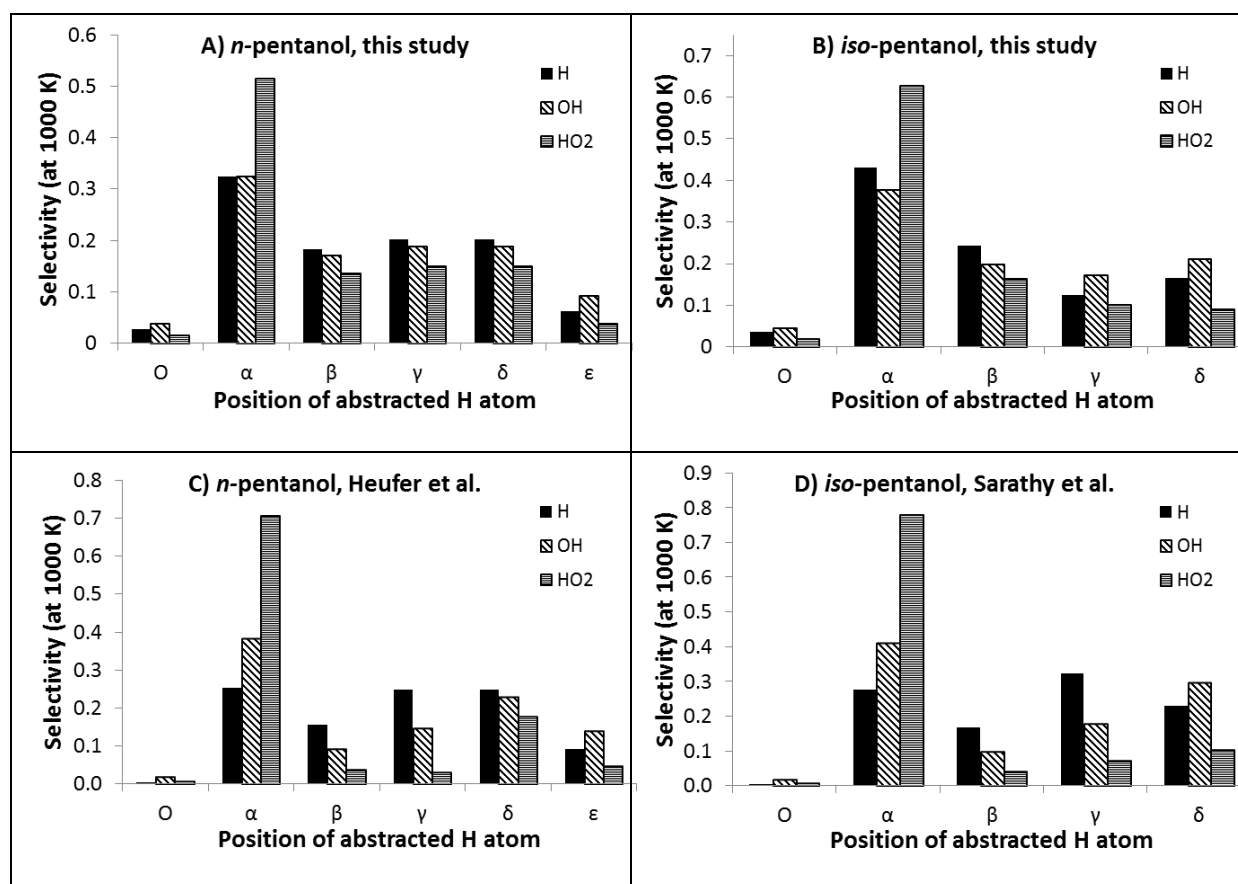 A) n-pentanol, this study
Selectivity (at 1000 K)
0.6
0.5
0.4
0.3
0.2
0.1
0
H
OH
HO2
O α β γ δ ε
Position of abstracted H atom
B) iso-pentanol, this study
Selectivity (at 1000 K)
0.7
0.6
0.5
0.4
0.3
0.2
0.1
0
H
OH
HO2
O α β γ δ
Position of abstracted H atom
C) n-pentanol, Heufer et al.
Selectivity (at 1000 K)
0.8
0.7
0.6
0.5
0.4
0.3
0.2
0.1
0.0
H
OH
HO2
O α β γ δ ε
Position of abstracted H atom
D) iso-pentanol, Sarathy et al.
Selectivity (at 1000 K)
0.9
0.8
0.7
0.6
0.5
0.4
0.3
0.2
0.1
0.0
H
OH
HO2
O α β γ δ
Position of abstracted H atom